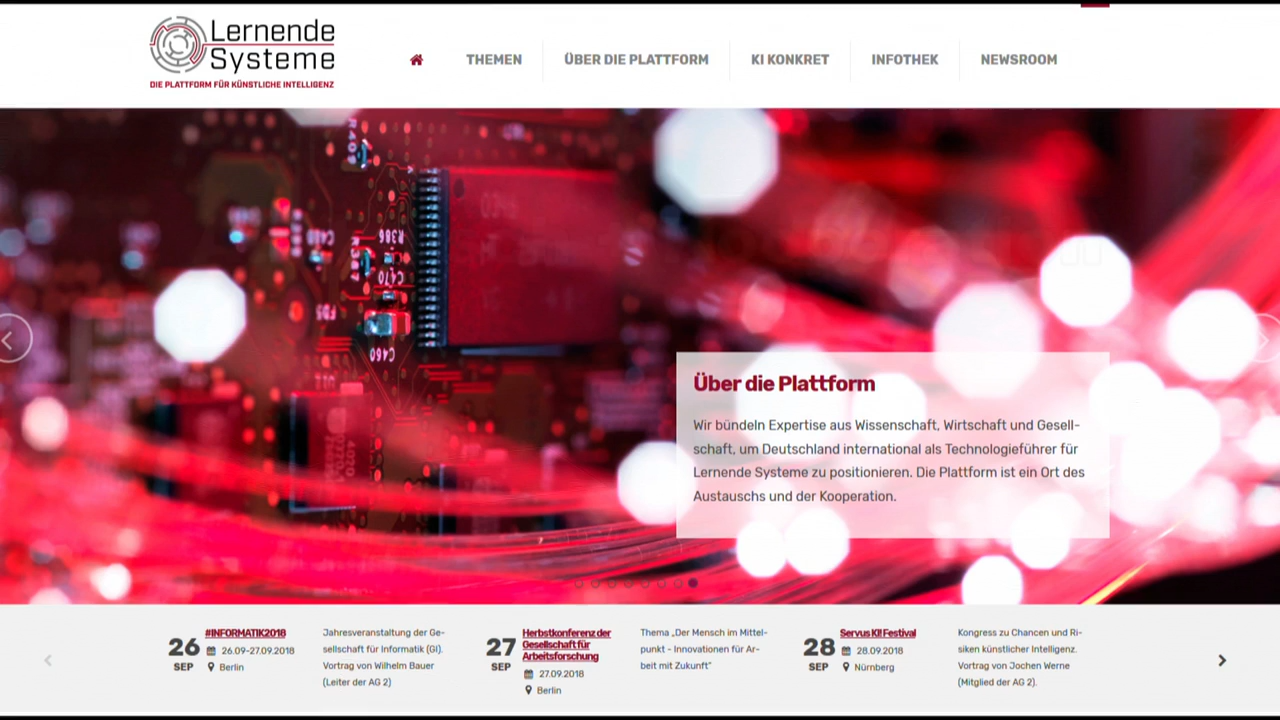 Lernende
Systeme
DIE PLATTFORM FÜR KÜNSTLICHE INTELLIGENZ
THEMEN
ÜBER DIE PLATTFORM
KI KONKRET
INFOTHEK
NEWSROOM
R409
R386
R387
C470
C460
Über die Plattform
Wir bündeln Expertise aus Wissenschaft, Wirtschaft und Gesell-
schaft, um Deutschland international als Technologieführer für
Lernende Systeme zu positionieren. Die Plattform ist ein Ort des
Austauschs und der Kooperation.
26
SEP
#INFORMATIK2018
26.09-27.09.2018
Berlin
Jahresveranstaltung der Ge-
sellschaft für Informatik (GI).
Vortrag von Wilhelm Bauer
(Leiter der AG 2)
27
SEP
Herbstkonferenz der
Gesellschaft für
Arbeitsforschung
27.09.2018
Berlin
Thema „Der Mensch im Mittel-
punkt - Innovationen für Ar-
beit mit Zukunft"
28
SEP
Servus KI! Festival
28.09.2018
Nürnberg
Kongress zu Chancen und Ri-
siken künstlicher Intelligenz.
Vortrag von Jochen Werne
(Mitglied der AG 2).